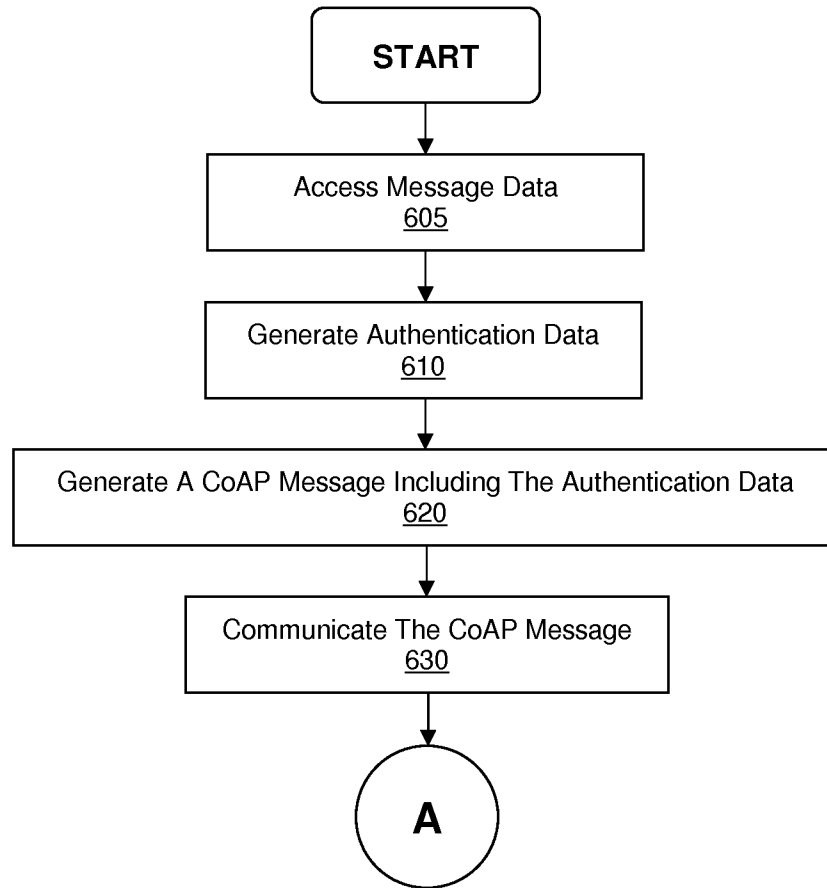 START
Access Message Data
605
Generate Authentication Data
610
Generate A CoAP Message Including The Authentication Data
620
Communicate The CoAP Message
630
A